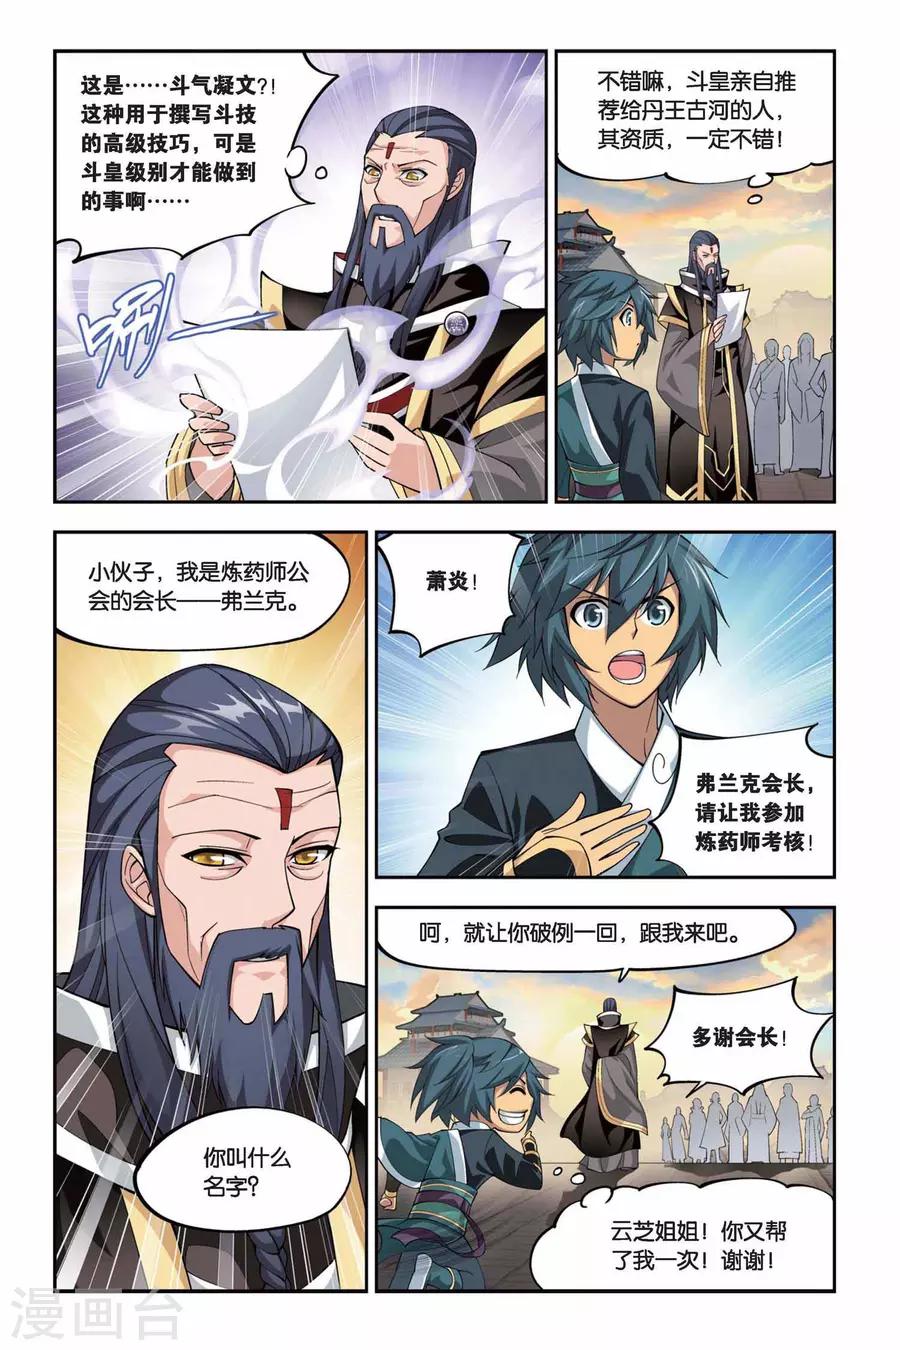 这是……斗气凝文?!
这种用于撰写斗技
的高级技巧，可是
斗皇级别才能做到
的事啊……
唰
不错嘛，斗皇亲自推
荐给丹王古河的人，
其资质，一定不错！
小伙子，我是炼药师公
会的会长——弗兰克。
你叫什么
名字？
萧炎！
弗兰克会长，
请让我参加
炼药师考核！
呵，就让你破例一回，跟我来吧。
多谢会长！
云芝姐姐！你又帮
了我一次！谢谢！
漫画台